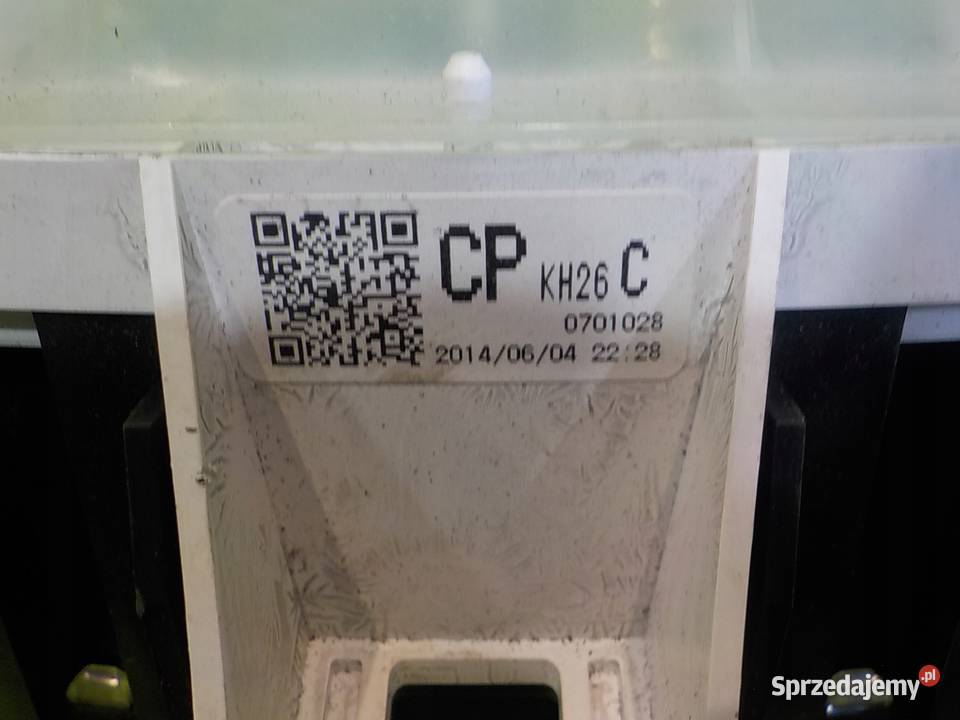 CP KH26 C
0701028
2014/06/04 22:28
Sprzedajemy.pl